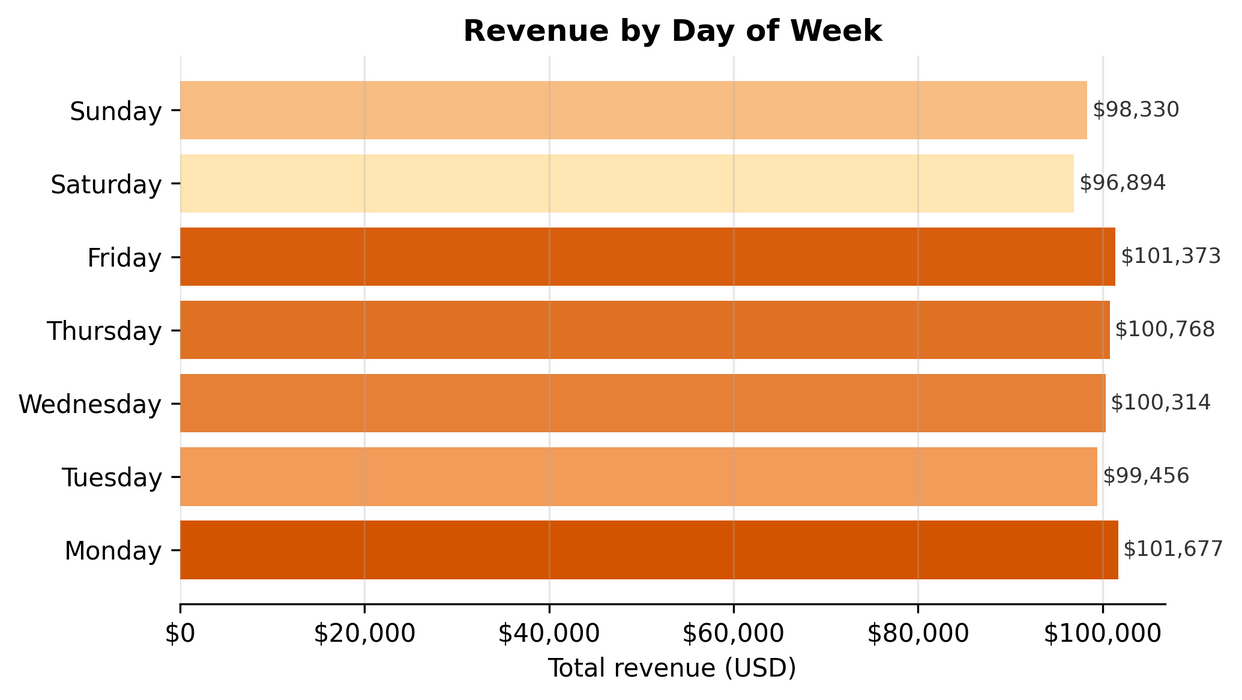 Revenue by Day of Week
Sunday
$98,330
Saturday
$96,894
Friday
$101,373
Thursday
$100,768
Wednesday
$100,314
Tuesday
$99,456
Monday
$101,677
$0 $20,000 $40,000 $60,000 $80,000 $100,000
Total revenue (USD)